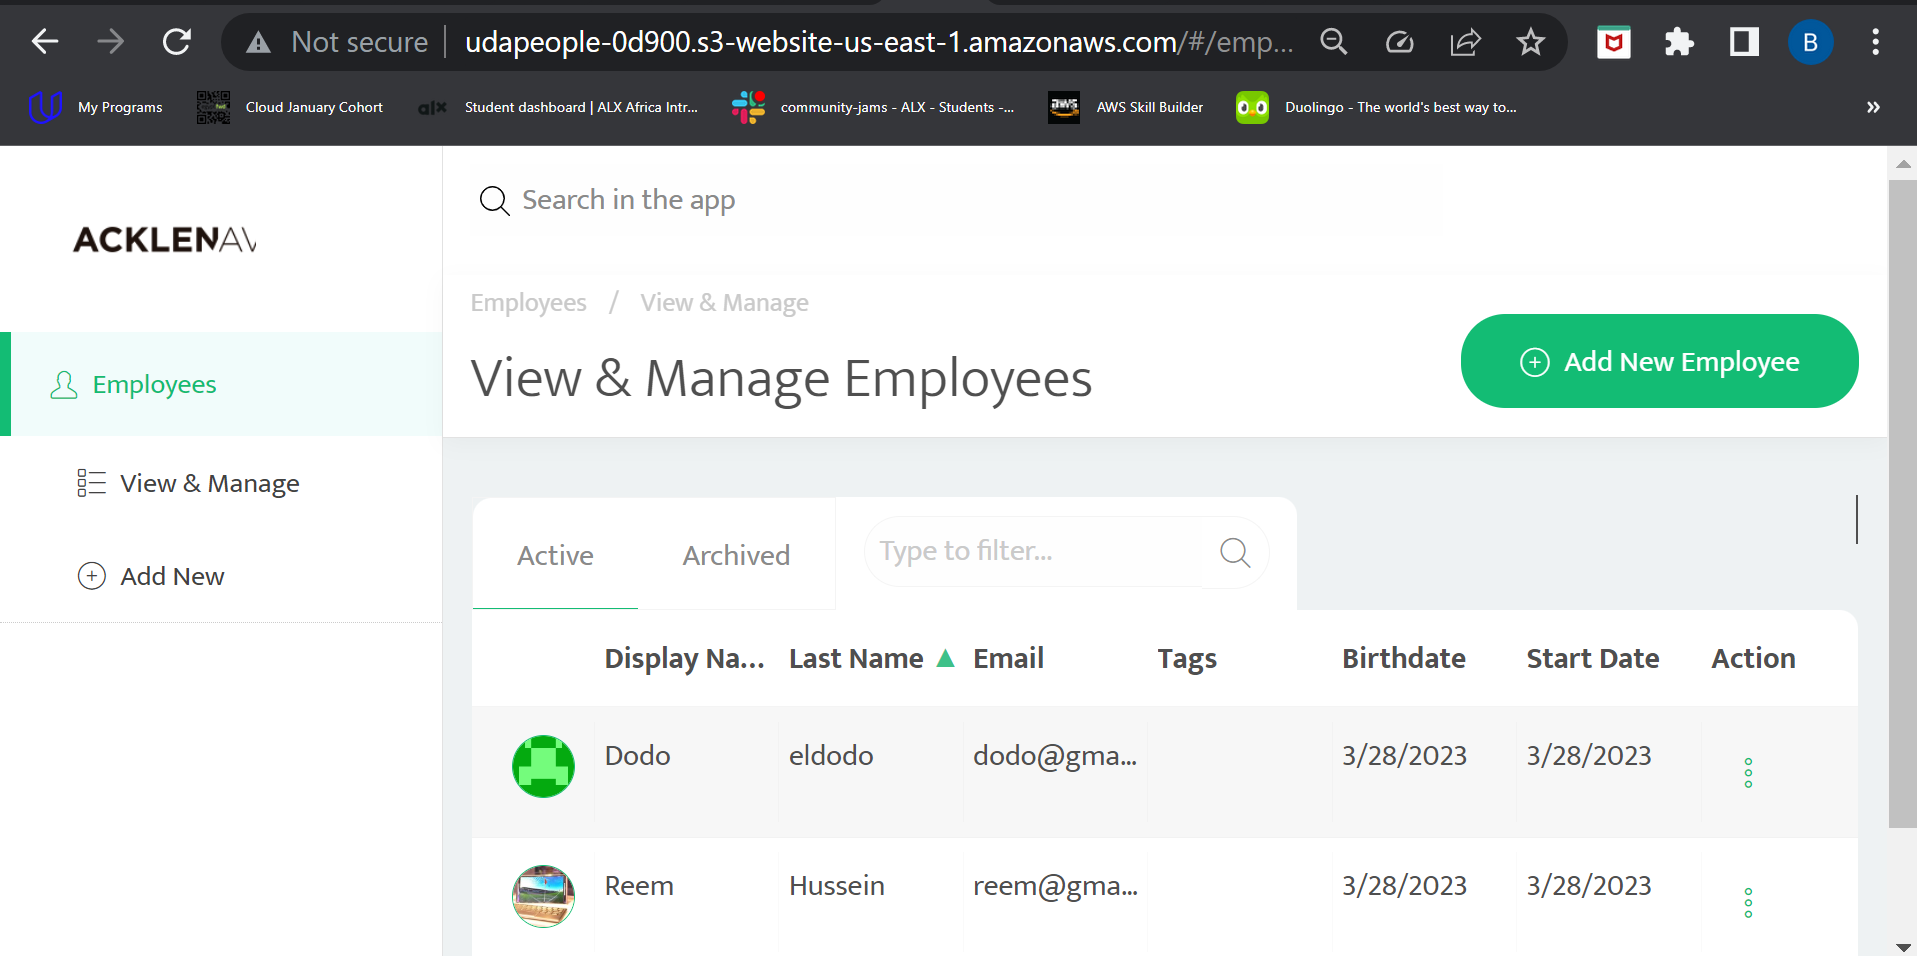 Not secure udapeople-0d900.s3-website-us-east-1.amazonaws.com/#/emp... B
My Programs Cloud January Cohort alx Student dashboard | ALX Africa Intr... community-jams - ALX - Students -... aws AWS Skill Builder Duolingo - The world's best way to... »
Search in the app
ACKLENAV
Employees / View & Manage
View & Manage Employees
Add New Employee
Employees
View & Manage
Add New
Active Archived Type to filter...
Display Na... Last Name ▲ Email Tags Birthdate Start Date Action
Dodo eldodo dodo@gma... 3/28/2023 3/28/2023
Reem Hussein reem@gma... 3/28/2023 3/28/2023